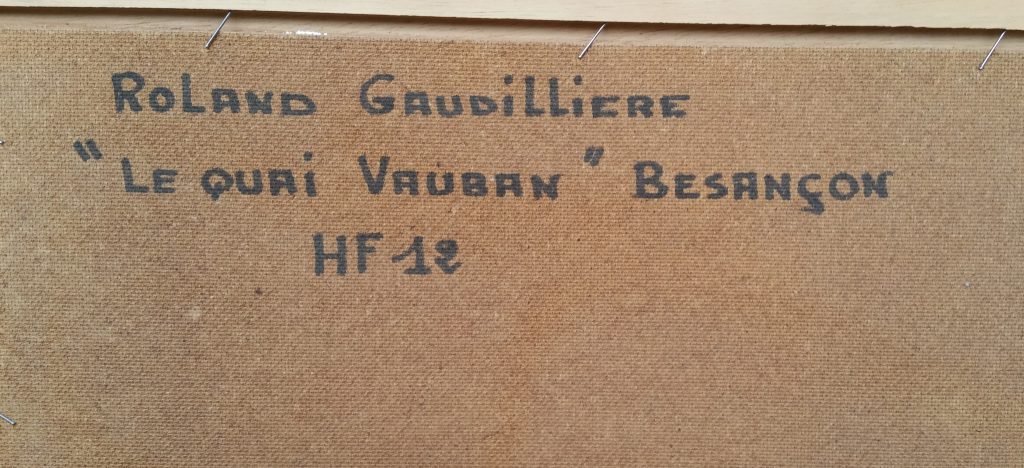 Roland Gaudilliere
"Le quai Vauban" Besançon
HF 12